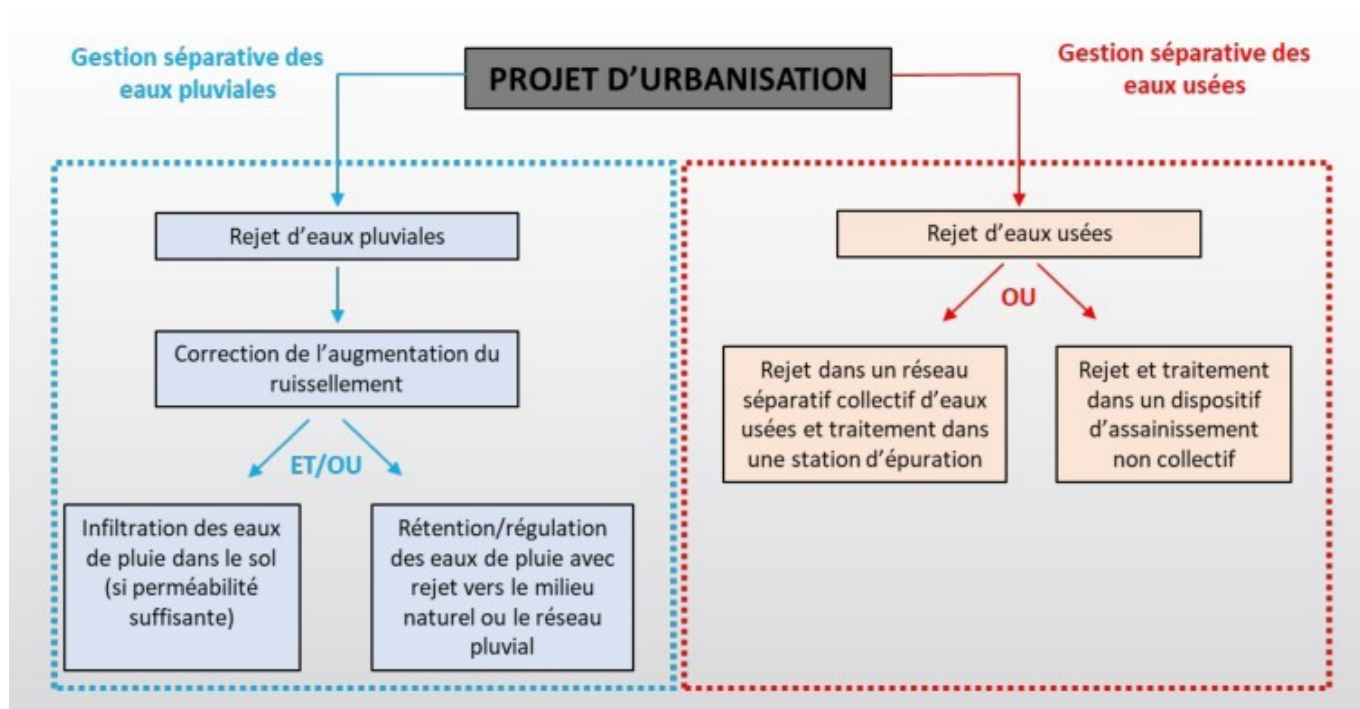 Gestion séparative des
eaux pluviales
PROJET D’URBANISATION
Gestion séparative des
eaux usées
Rejet d’eaux pluviales
Correction de l’augmentation du
ruissellement
ET/OU
Infiltration des eaux
de pluie dans le sol
(si perméabilité
suffisante)
Rétention/régulation
des eaux de pluie avec
rejet vers le milieu
naturel ou le réseau
pluvial
Rejet d’eaux usées
OU
Rejet dans un réseau
séparatif collectif d’eaux
usées et traitement dans
une station d’épuration
Rejet et traitement
dans un dispositif
d’assainissement
non collectif